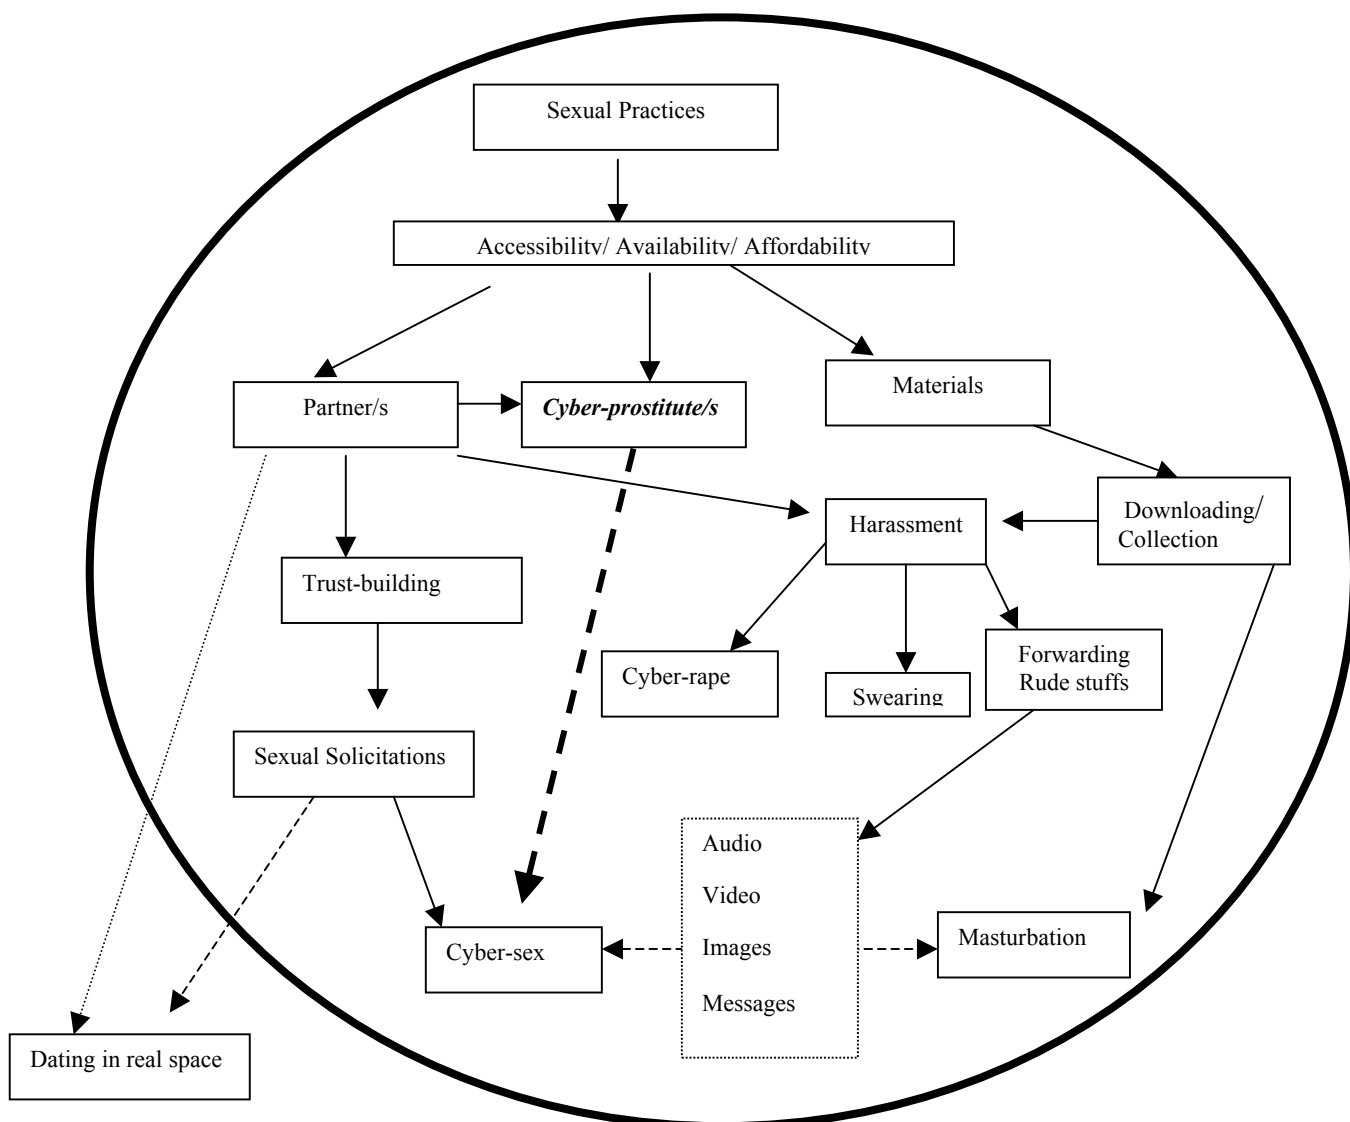 Sexual Practices
Accessibility/ Availability/ Affordability
Partner/s
Cyber-prostitute/s
Materials
Harassment
Downloading/
Collection
Trust-building
Cyber-rape
Swearing
Forwarding
Rude stuffs
Sexual Solicitations
Audio
Video
Images
Messages
Cyber-sex
Masturbation
Dating in real space